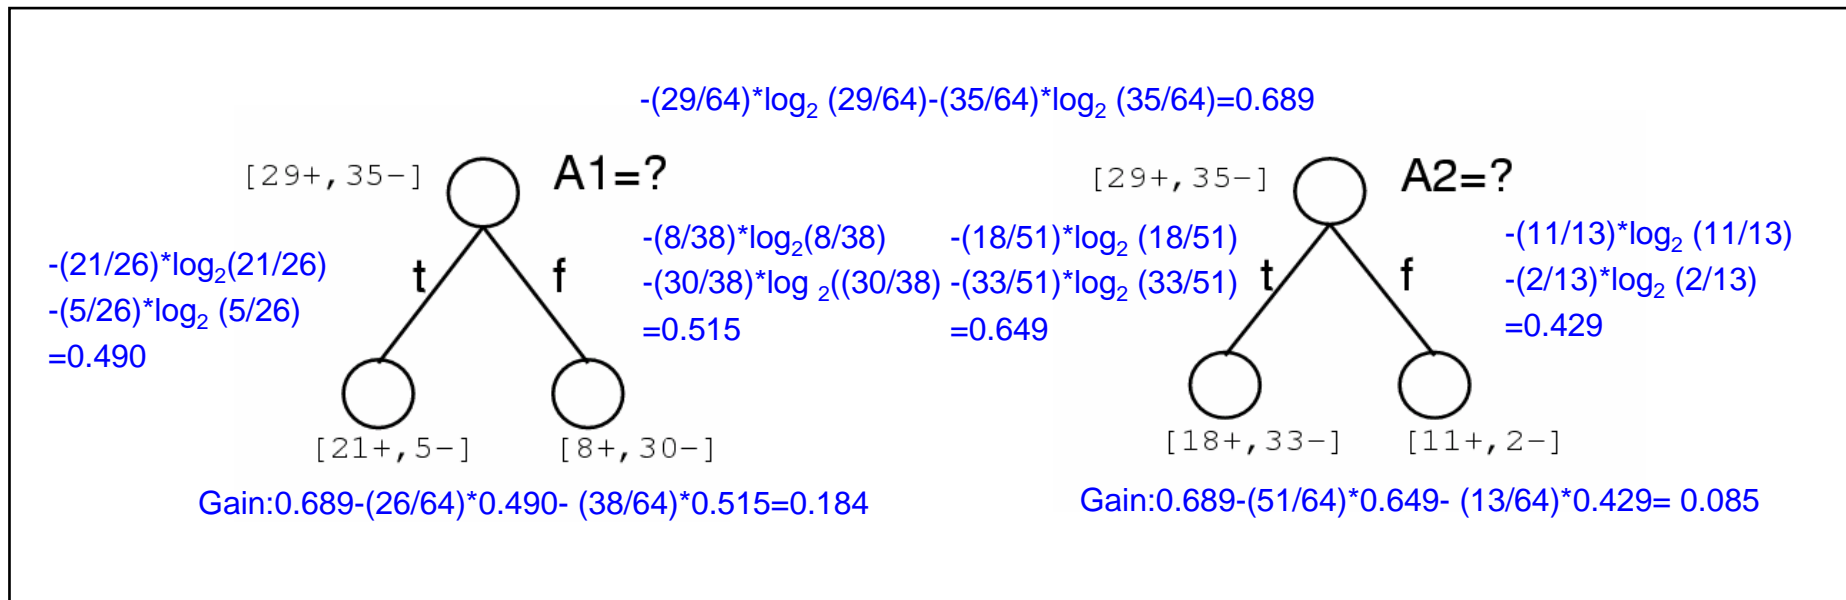 -(29/64)*log₂ (29/64)-(35/64)*log₂ (35/64)=0.689
[29+,35-]
A1=?
-(21/26)*log₂(21/26)
-(5/26)*log₂ (5/26)
=0.490
t
f
-(8/38)*log₂(8/38)
-(30/38)*log ₂((30/38)
=0.515
[21+,5-]
[8+,30-]
Gain:0.689-(26/64)*0.490- (38/64)*0.515=0.184
[29+,35-]
A2=?
-(18/51)*log₂ (18/51)
-(33/51)*log₂ (33/51)
=0.649
t
f
-(11/13)*log₂ (11/13)
-(2/13)*log₂ (2/13)
=0.429
[18+,33-]
[11+,2-]
Gain:0.689-(51/64)*0.649- (13/64)*0.429= 0.085